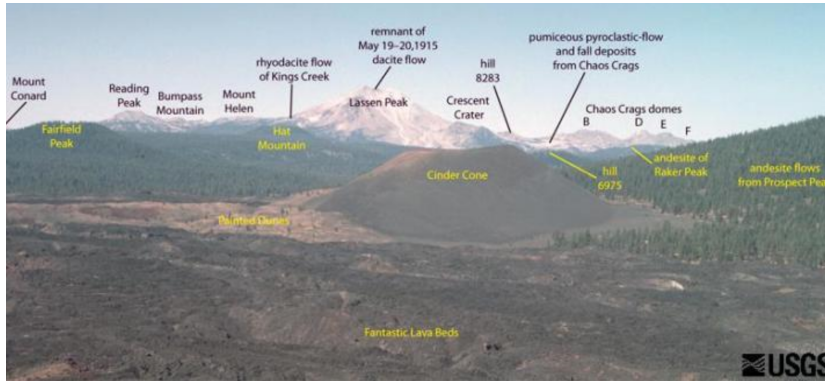 remnant of
May 19–20,1915
dacite flow
pumiceous pyroclastic-flow
and fall deposits
from Chaos Crags
rhyodacite flow
of Kings Creek
hill
8283
Mount
Conard
Reading
Peak
Bumpass
Mountain
Mount
Helen
Lassen Peak
Crescent
Crater
Chaos Crags domes
B
D
E
F
Fairfield
Peak
Hat
Mountain
Cinder Cone
hill
6975
andesite of
Raker Peak
andesite flows
from Prospect Pea
Painted Dunes
Fantastic Lava Beds
USGS